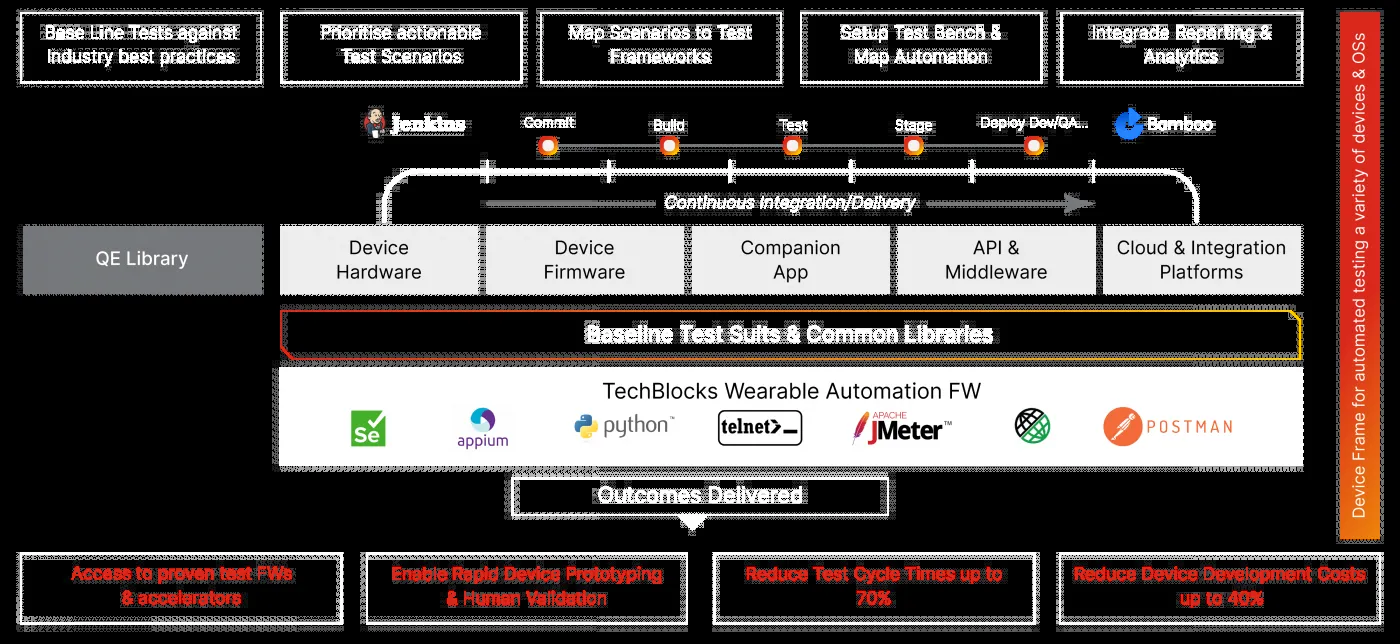 Base Line Tests against
industry best practices
Prioritise actionable
Test Scenarios
Map Scenarios to Test
Frameworks
Setup Test Bench &
Map Automation
Integrade Reporting &
Analytics
Jenkins
Commit
Build
Test
Stage
Deploy Dev/QA...
Bamboo
Continuous Integration/Delivery
QE Library
Device
Hardware
Device
Firmware
Companion
App
API &
Middleware
Cloud & Integration
Platforms
Baseline Test Suits & Common Libraries
TechBlocks Wearable Automation FW
Se
appium
python™
telnet>_
APACHE
JMeter™
POSTMAN
Outcomes Delivered
Access to proven test FWs
& accelerators
Enable Rapid Device Prototyping
& Human Validation
Reduce Test Cycle Times up to
70%
Reduce Device Development Costs
up to 40%
Device Frame for automated testing a variety of devices & OSs